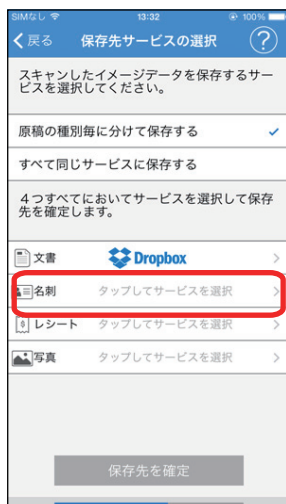 SIMなし 13:32 100%
戻る 保存先サービスの選択 ?
スキャンしたイメージデータを保存するサー
ビスを選択してください。
原稿の種別毎に分けて保存する
すべて同じサービスに保存する
４つすべてにおいてサービスを選択して保存
先を確定します。
文書 Dropbox
名刺 タップしてサービスを選択
レシート タップしてサービスを選択
写真 タップしてサービスを選択
保存先を確定